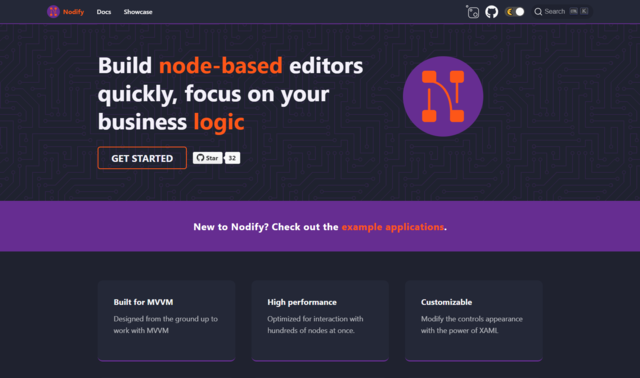 Nodify Docs Showcase Search
Build node-based editors
quickly, focus on your
business logic
GET STARTED Star 32
New to Nodify? Check out the example applications.
Built for MVVM
Designed from the ground up to
work with MVVM
High performance
Optimized for interaction with
hundreds of nodes at once.
Customizable
Modify the controls appearance
with the power of XAML